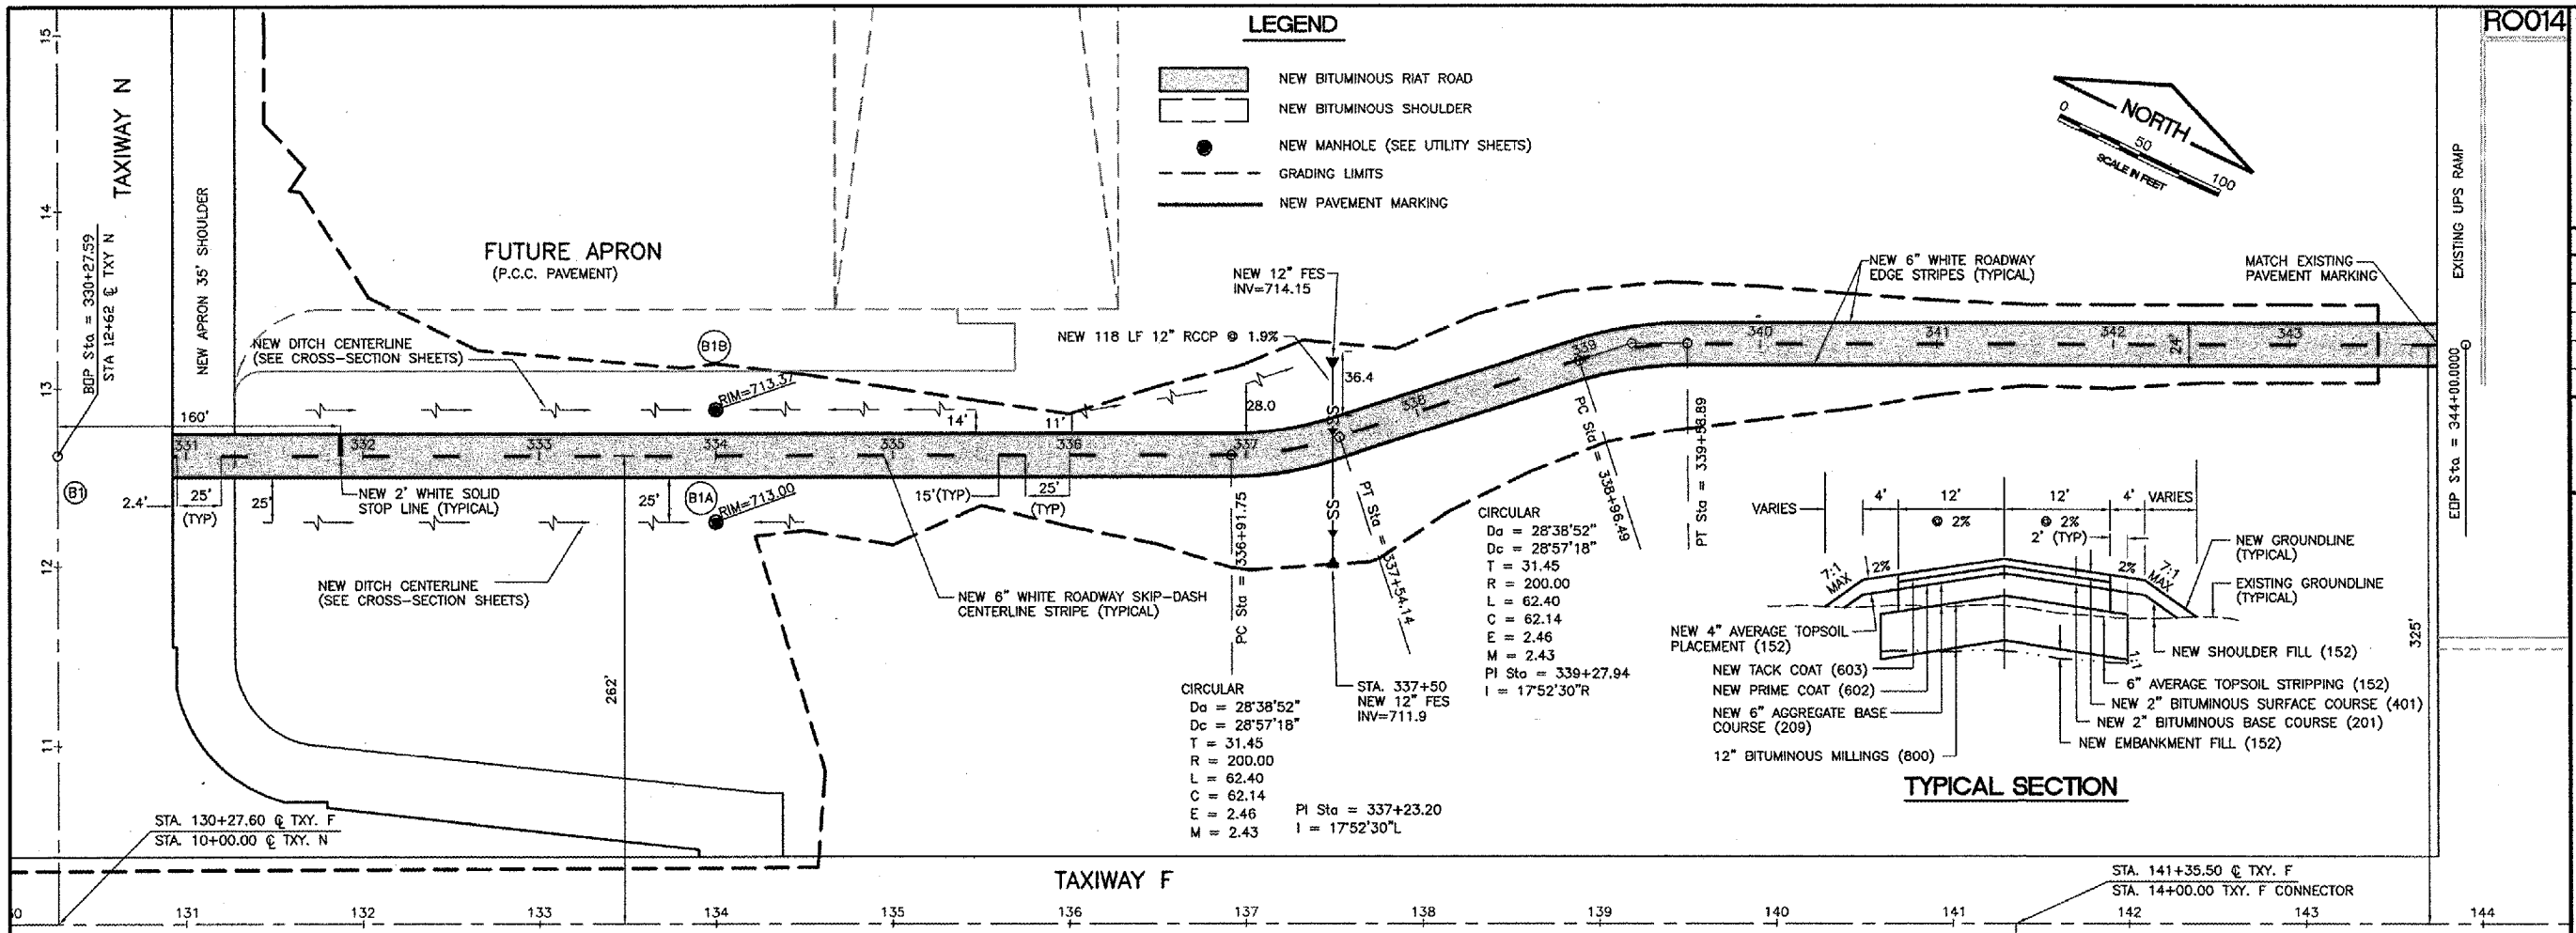 RO014
LEGEND
NEW BITUMINOUS RIAT ROAD
NEW BITUMINOUS SHOULDER
NEW MANHOLE (SEE UTILITY SHEETS)
GRADING LIMITS
NEW PAVEMENT MARKING
NORTH
0
50
100
SCALE IN FEET
15
14
13
12
11
TAXIWAY N
BOP Sta = 330+27.59
STA 12+62 ℄ TXY N
NEW APRON 35' SHOULDER
FUTURE APRON
(P.C.C. PAVEMENT)
NEW DITCH CENTERLINE
(SEE CROSS-SECTION SHEETS)
B1B
RIM=713.37
160'
14'
11'
28.0
36.4
NEW 12" FES
INV=714.15
NEW 118 LF 12" RCCP @ 1.9%
NEW 6" WHITE ROADWAY
EDGE STRIPES (TYPICAL)
MATCH EXISTING
PAVEMENT MARKING
EXISTING UPS RAMP
EOP Sta = 344+00.000
24'
325'
331
332
333
334
335
336
337
338
339
340
341
342
343
B1
2.4'
25'
(TYP)
25'
NEW 2' WHITE SOLID
STOP LINE (TYPICAL)
25'
B1A
RIM=713.00
15'(TYP)
25'
(TYP)
SS
SS
NEW DITCH CENTERLINE
(SEE CROSS-SECTION SHEETS)
NEW 6" WHITE ROADWAY SKIP-DASH
CENTERLINE STRIPE (TYPICAL)
262'
PC Sta = 336+91.75
PT Sta = 337+54.14
PC Sta = 338+96.49
PT Sta = 339+58.89
STA. 337+50
NEW 12" FES
INV=711.9
CIRCULAR
Da = 28°38'52"
Dc = 28°57'18"
T = 31.45
R = 200.00
L = 62.40
C = 62.14
E = 2.46
M = 2.43
PI Sta = 337+23.20
I = 17°52'30"L
CIRCULAR
Da = 28°38'52"
Dc = 28°57'18"
T = 31.45
R = 200.00
L = 62.40
C = 62.14
E = 2.46
M = 2.43
PI Sta = 339+27.94
I = 17°52'30"R
VARIES
4'
12'
12'
4'
VARIES
@ 2%
@ 2%
2' (TYP)
7:1
MAX
2%
2%
7:1
MAX
1:1
NEW GROUNDLINE
(TYPICAL)
EXISTING GROUNDLINE
(TYPICAL)
NEW 4" AVERAGE TOPSOIL
PLACEMENT (152)
NEW TACK COAT (603)
NEW PRIME COAT (602)
NEW 6" AGGREGATE BASE
COURSE (209)
12" BITUMINOUS MILLINGS (800)
NEW SHOULDER FILL (152)
6" AVERAGE TOPSOIL STRIPPING (152)
NEW 2" BITUMINOUS SURFACE COURSE (401)
NEW 2" BITUMINOUS BASE COURSE (201)
NEW EMBANKMENT FILL (152)
TYPICAL SECTION
STA. 130+27.60 ℄ TXY. F
STA. 10+00.00 ℄ TXY. N
TAXIWAY F
STA. 141+35.50 ℄ TXY. F
STA. 14+00.00 TXY. F CONNECTOR
131
132
133
134
135
136
137
138
139
140
141
142
143
144